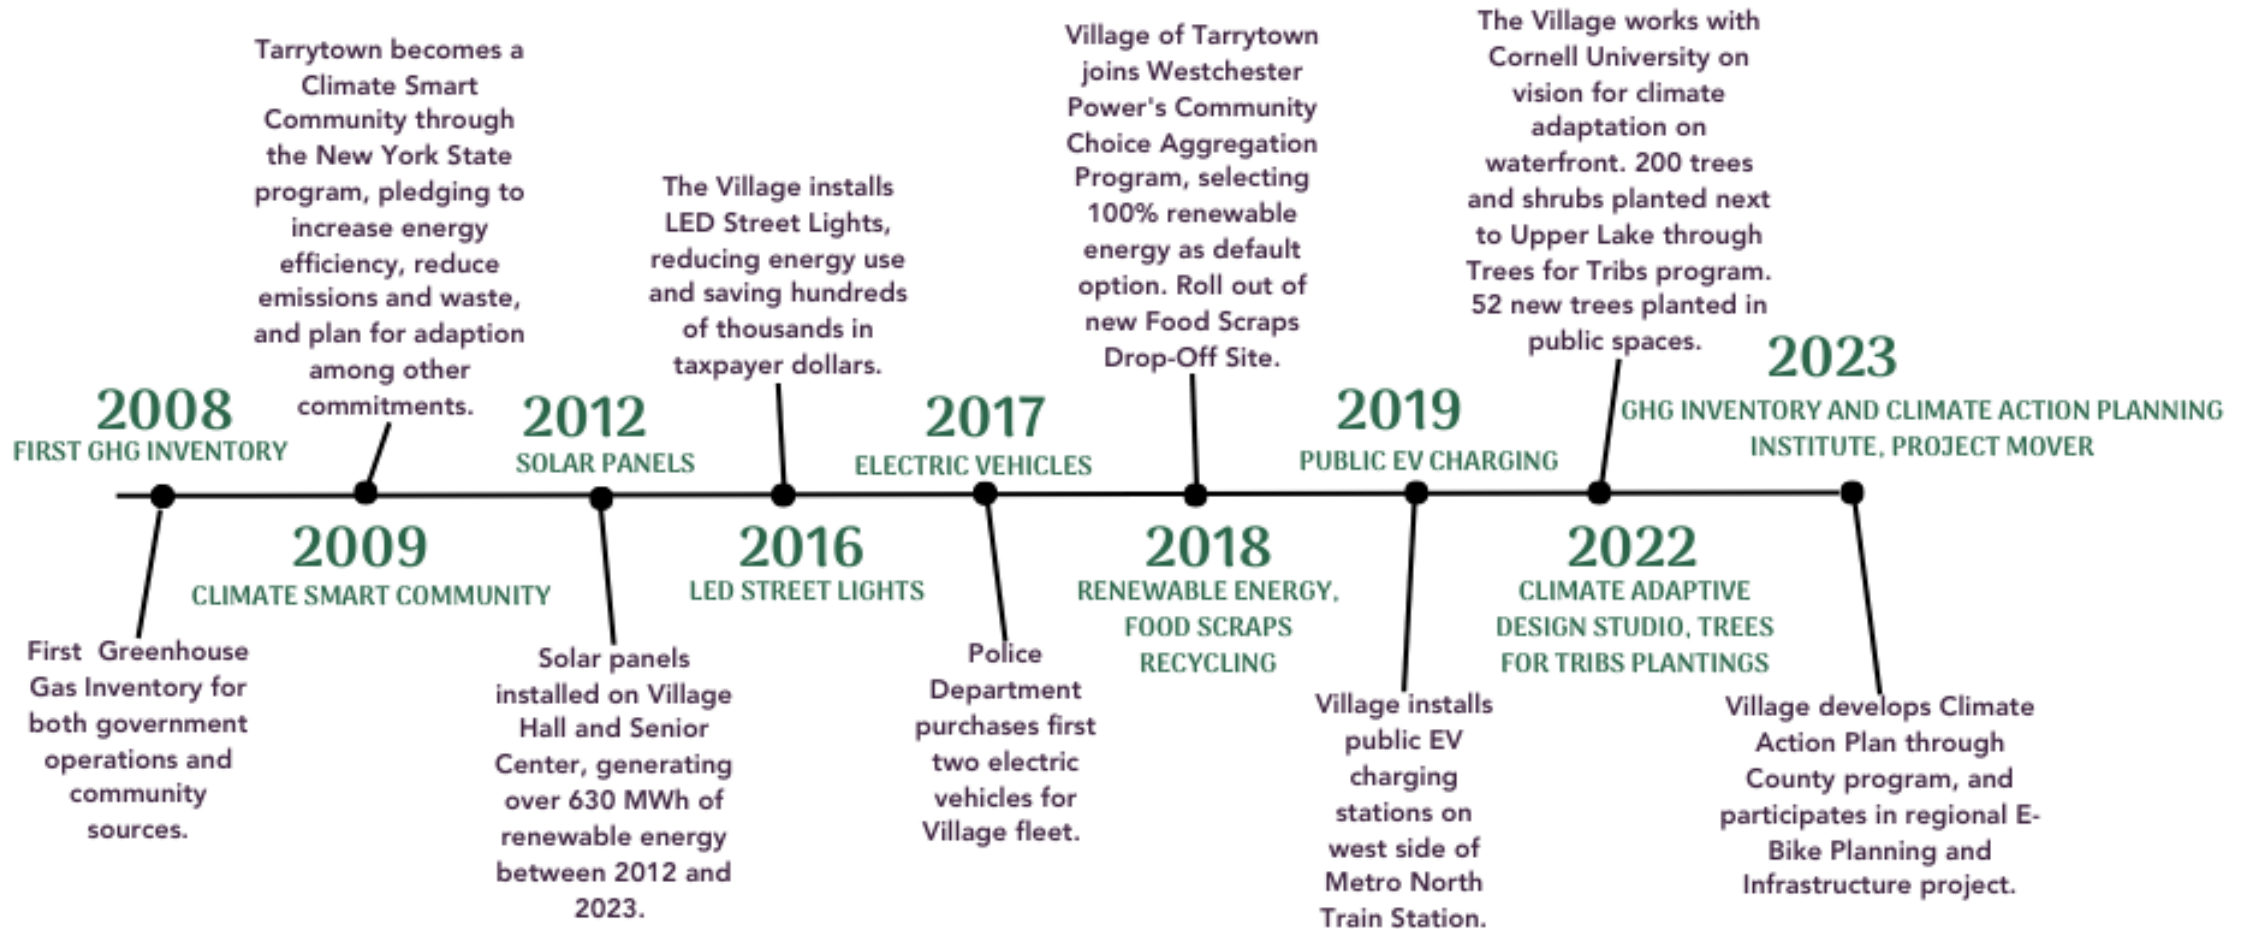 2008
FIRST GHG INVENTORY
First Greenhouse
Gas Inventory for
both government
operations and
community
sources.
Tarrytown becomes a
Climate Smart
Community through
the New York State
program, pledging to
increase energy
efficiency, reduce
emissions and waste,
and plan for adaption
among other
commitments.
2009
CLIMATE SMART COMMUNITY
2012
SOLAR PANELS
Solar panels
installed on Village
Hall and Senior
Center, generating
over 630 MWh of
renewable energy
between 2012 and
2023.
The Village installs
LED Street Lights,
reducing energy use
and saving hundreds
of thousands in
taxpayer dollars.
2016
LED STREET LIGHTS
2017
ELECTRIC VEHICLES
Police
Department
purchases first
two electric
vehicles for
Village fleet.
Village of Tarrytown
joins Westchester
Power's Community
Choice Aggregation
Program, selecting
100% renewable
energy as default
option. Roll out of
new Food Scraps
Drop-Off Site.
2018
RENEWABLE ENERGY,
FOOD SCRAPS
RECYCLING
2019
PUBLIC EV CHARGING
Village installs
public EV
charging
stations on
west side of
Metro North
Train Station.
The Village works with
Cornell University on
vision for climate
adaptation on
waterfront. 200 trees
and shrubs planted next
to Upper Lake through
Trees for Tribs program.
52 new trees planted in
public spaces.
2022
CLIMATE ADAPTIVE
DESIGN STUDIO, TREES
FOR TRIBS PLANTINGS
2023
GHG INVENTORY AND CLIMATE ACTION PLANNING
INSTITUTE, PROJECT MOVER
Village develops Climate
Action Plan through
County program, and
participates in regional E-
Bike Planning and
Infrastructure project.